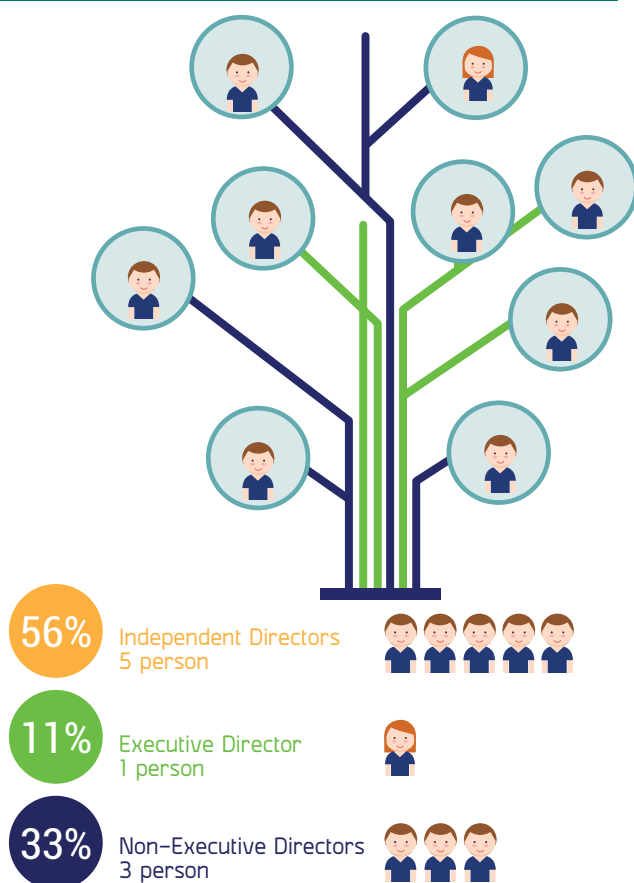 56%
Independent Directors
5 person
11%
Executive Director
1 person
33%
Non-Executive Directors
3 person